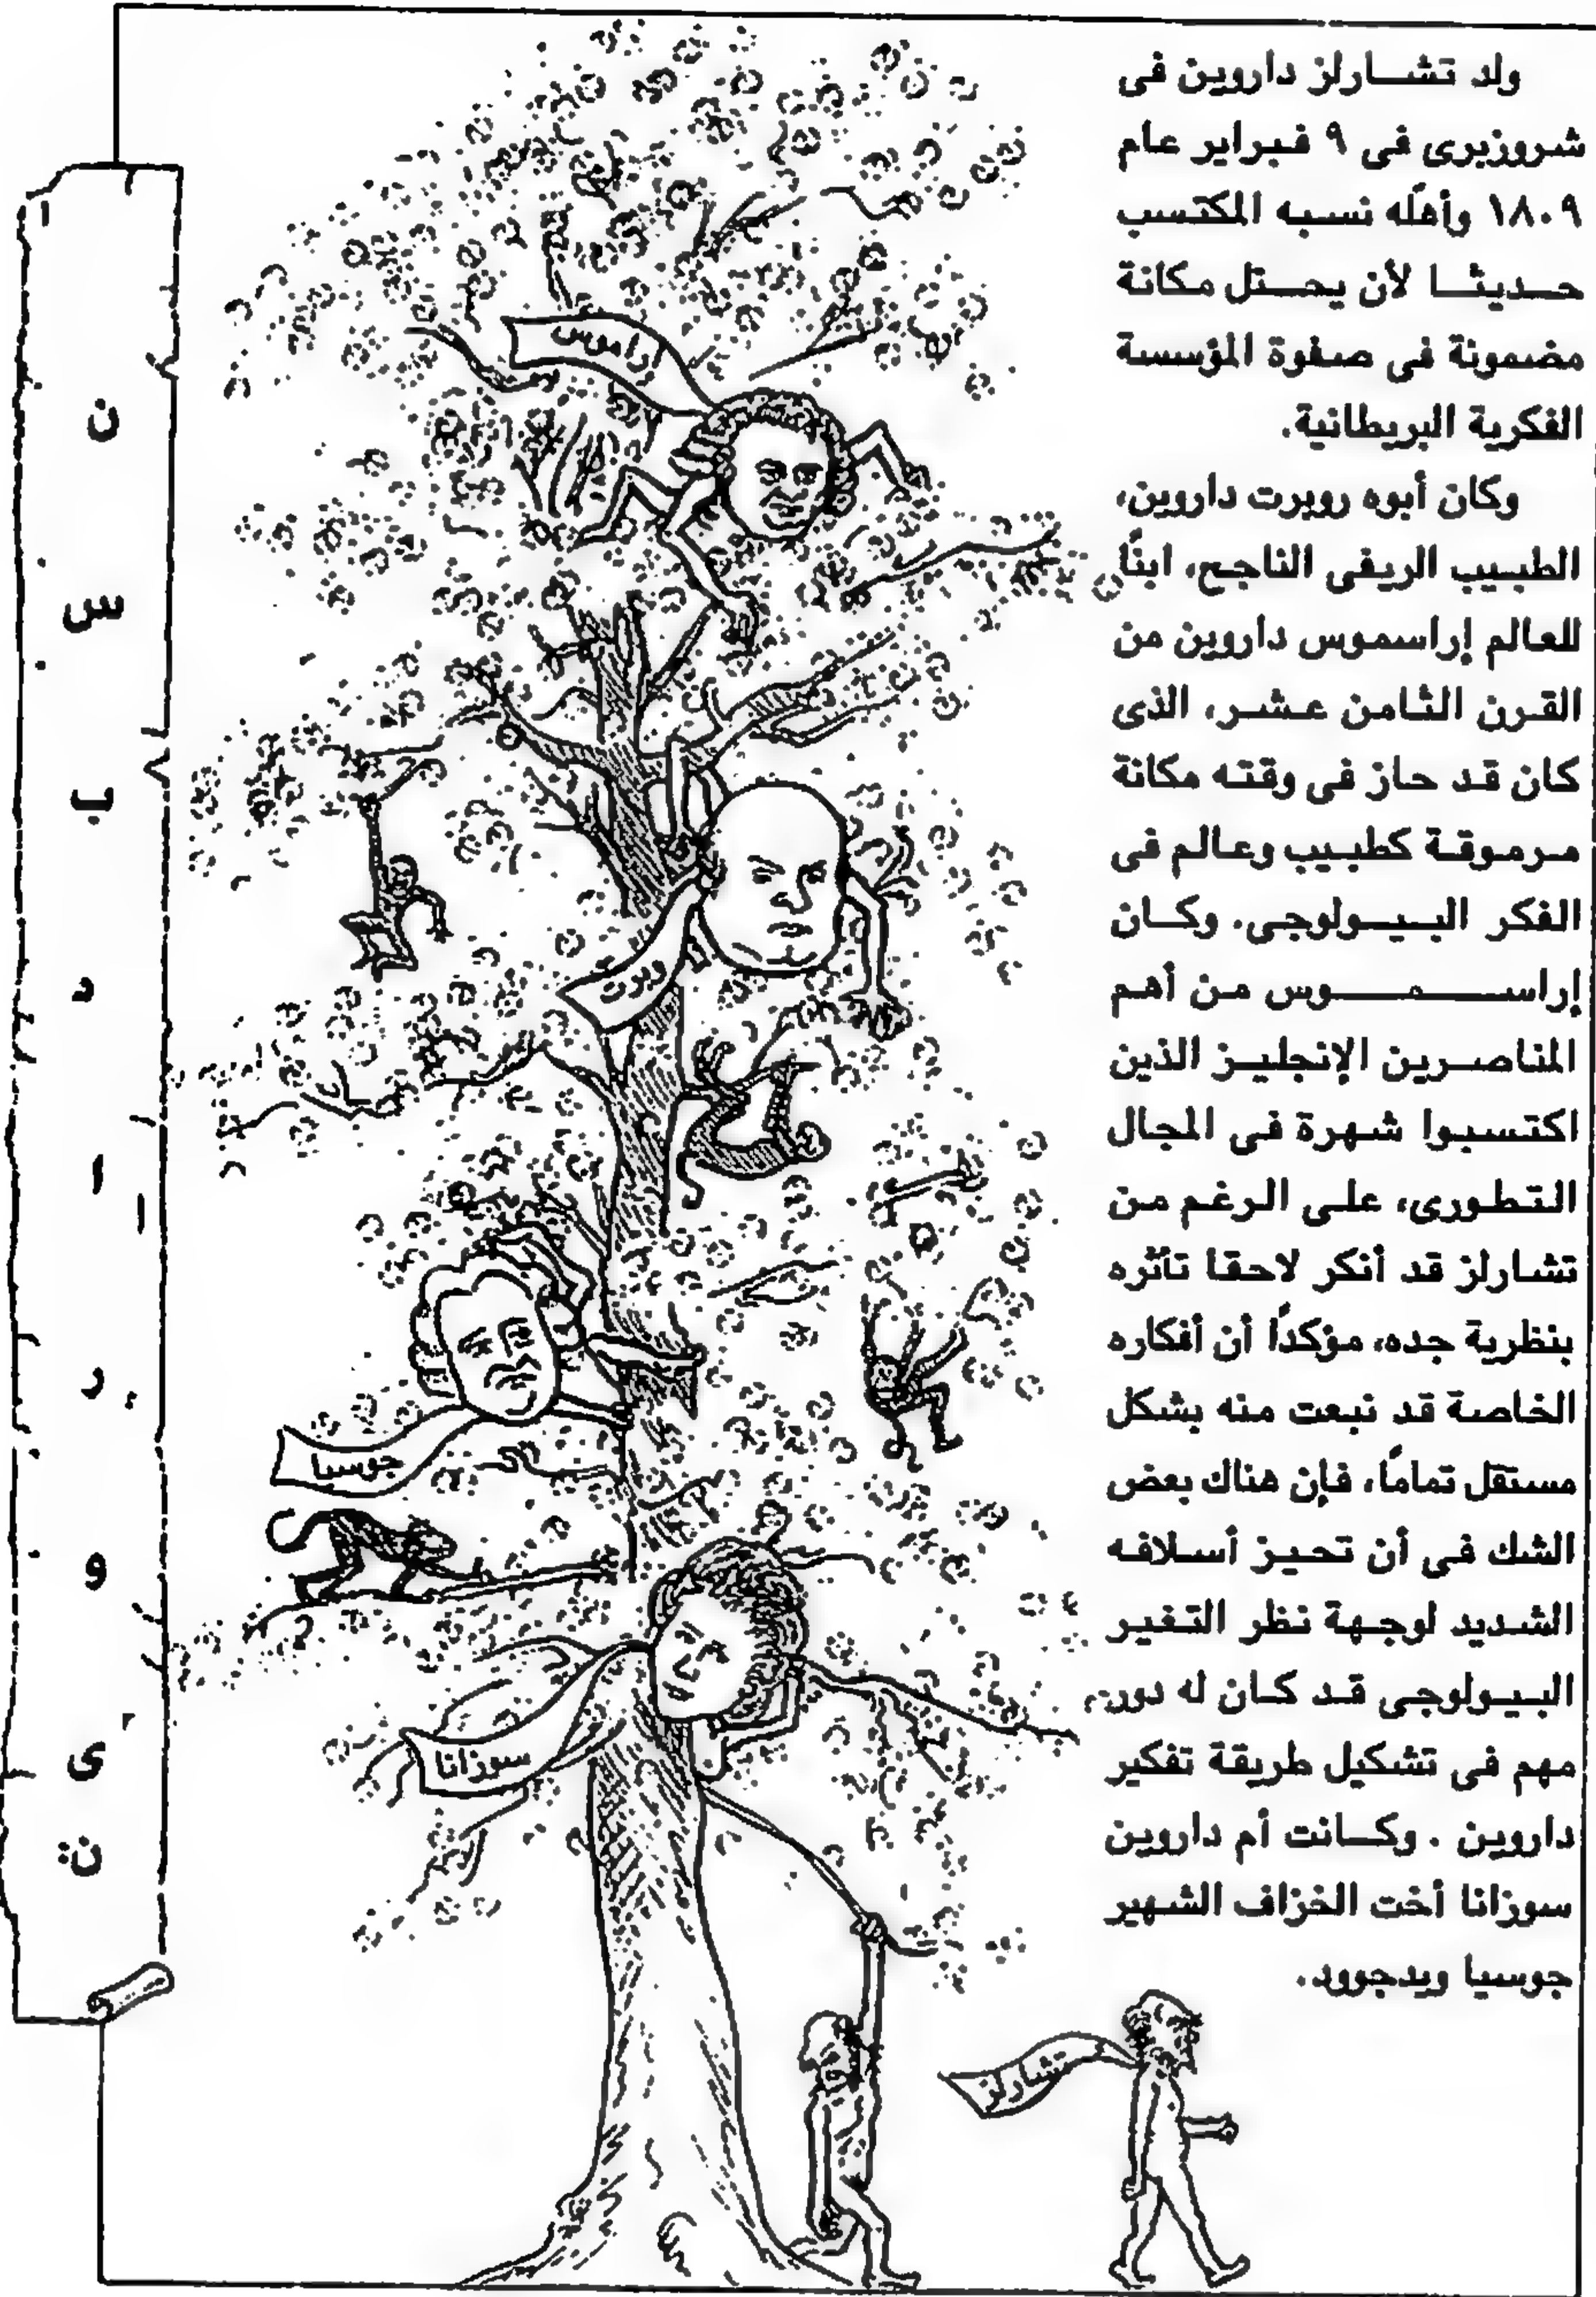 ولد تشارلز داروين فى
شروزبرى فى ٩ فبراير عام
١٨٠٩ وأهّله نسبه المكتسب
حديثا لأن يحتل مكانة
مضمونة فى صفوة المؤسسة
الفكرية البريطانية.
وكان أبوه روبرت داروين،
الطبيب الريفى الناجح، ابنًا
للعالم إراسموس داروين من
القرن الثامن عشر، الذى
كان قد حاز فى وقته مكانة
مرموقة كطبيب وعالم فى
الفكر البيولوجى. وكان
إراسموس من أهم
المناصرين الإنجليز الذين
اكتسبوا شهرة فى المجال
التطورى، على الرغم من
تشارلز قد أنكر لاحقا تأثره
بنظرية جده، مؤكدًا أن أفكاره
الخاصة قد نبعت منه بشكل
مستقل تمامًا، فإن هناك بعض
الشك فى أن تحيز أسلافه
الشديد لوجهة نظر التغير
البيولوجى قد كان له دور
مهم فى تشكيل طريقة تفكير
داروين . وكانت أم داروين
سوزانا أخت الخزاف الشهير
جوسيا ويدجوود.
ن
س
ب
د
ا
ر
و
ى
ن:
اراموس
وبرت
جوسيا
سوزانا
تشارلز